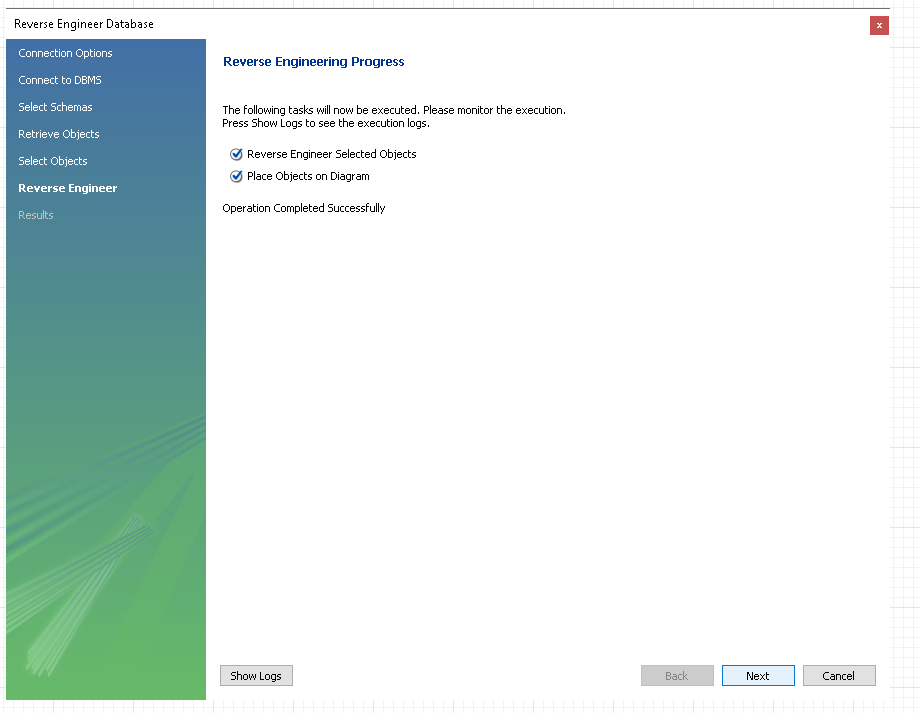 Reverse Engineer Database
x
Connection Options
Connect to DBMS
Select Schemas
Retrieve Objects
Select Objects
Reverse Engineer
Results
Reverse Engineering Progress
The following tasks will now be executed. Please monitor the execution.
Press Show Logs to see the execution logs.
Reverse Engineer Selected Objects
Place Objects on Diagram
Operation Completed Successfully
Show Logs
Back
Next
Cancel